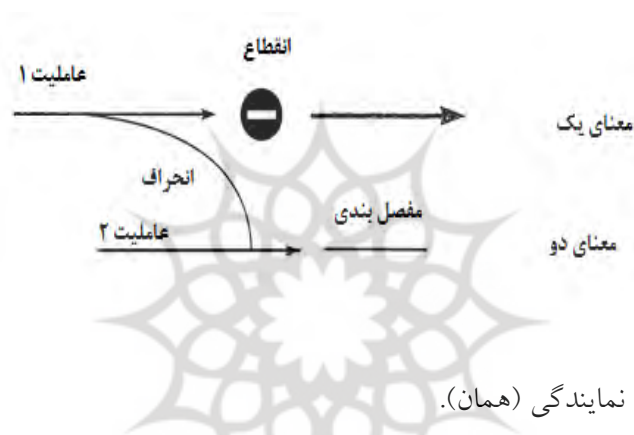 انقطاع
عاملیت ۱
معنای یک
انحراف
مفصل بندی
عاملیت ۲
معنای دو
نمایندگی (همان).